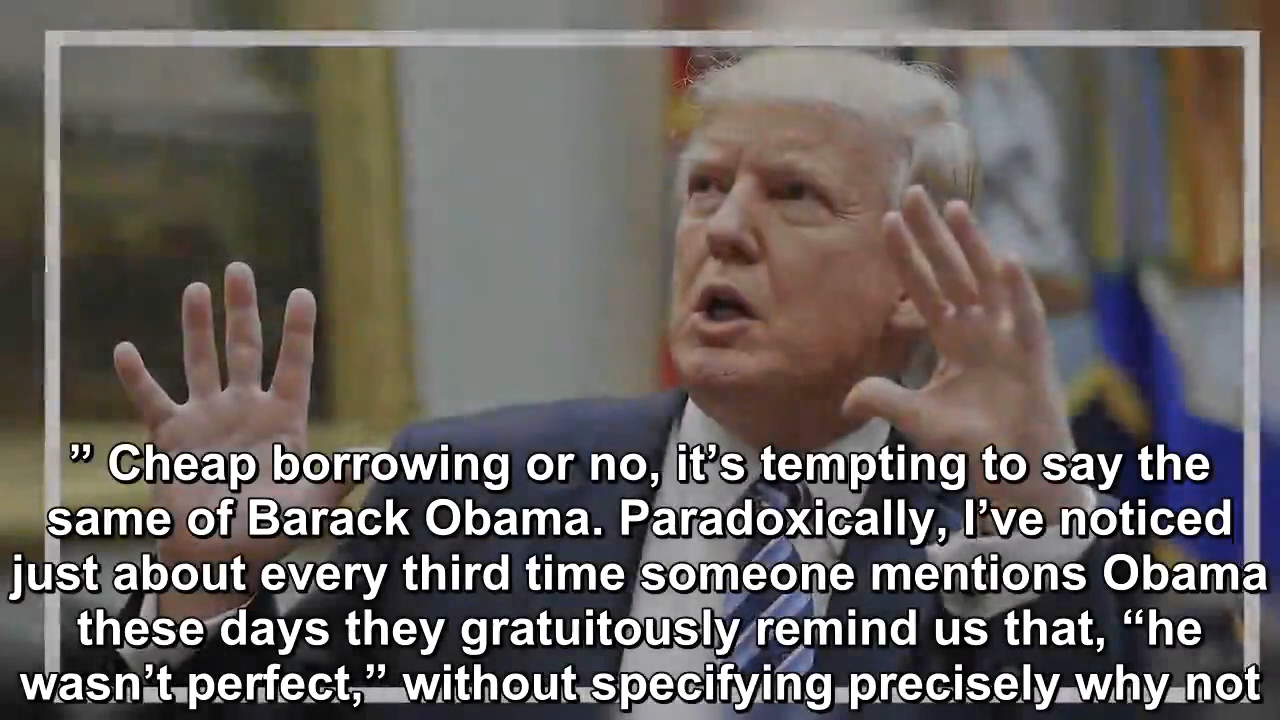 ” Cheap borrowing or no, it’s tempting to say the
same of Barack Obama. Paradoxically, I’ve noticed
just about every third time someone mentions Obama
these days they gratuitously remind us that, “he
wasn’t perfect,” without specifying precisely why not